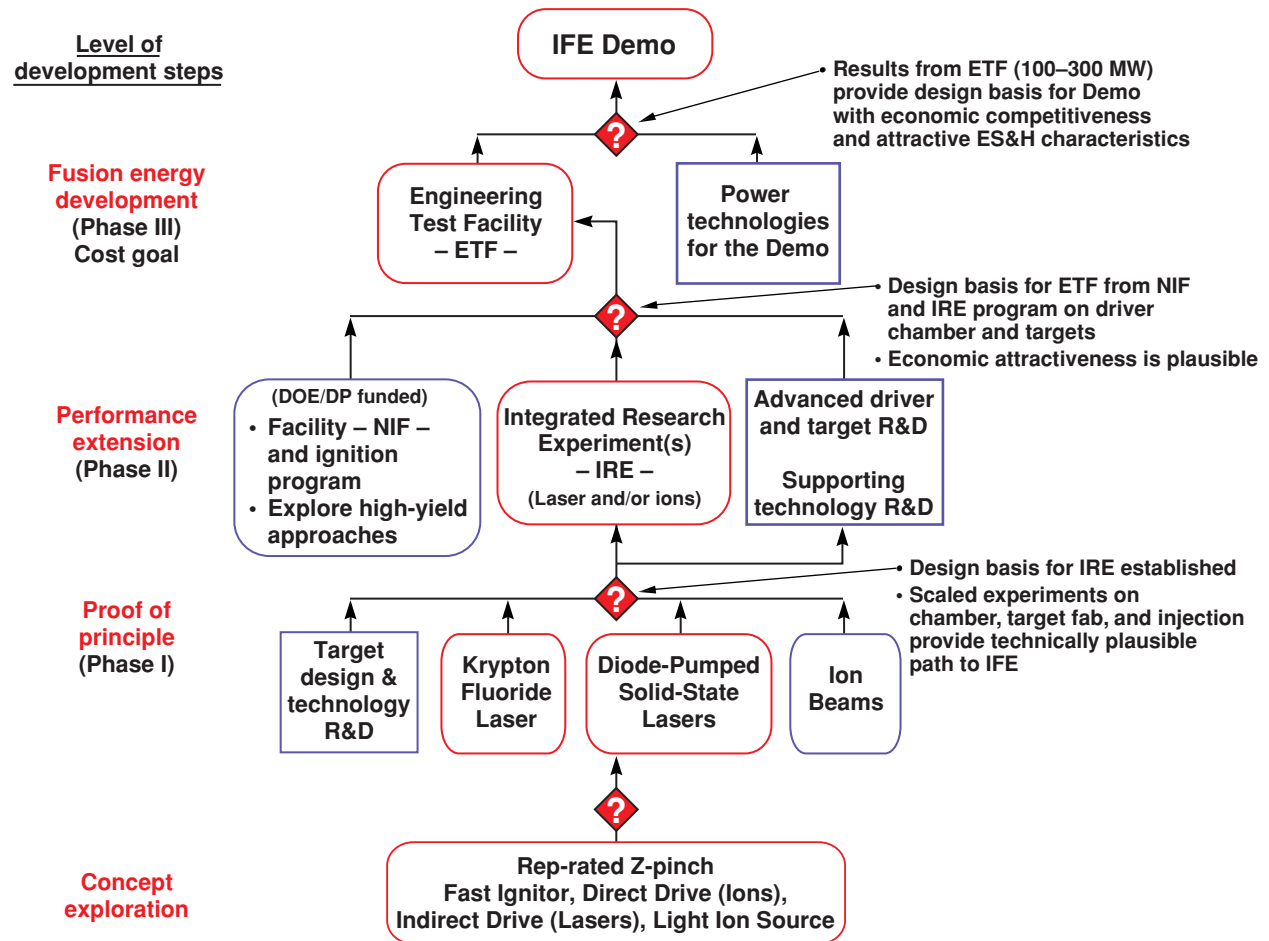 Level of
development steps
IFE Demo
• Results from ETF (100–300 MW)
provide design basis for Demo
with economic competitiveness
and attractive ES&H characteristics
?
Fusion energy
development
(Phase III)
Cost goal
Engineering
Test Facility
– ETF –
Power
technologies
for the Demo
• Design basis for ETF from NIF
and IRE program on driver
chamber and targets
• Economic attractiveness is plausible
?
Performance
extension
(Phase II)
(DOE/DP funded)
• Facility – NIF –
and ignition
program
• Explore high-yield
approaches
Integrated Research
Experiment(s)
– IRE –
(Laser and/or ions)
Advanced driver
and target R&D
Supporting
technology R&D
• Design basis for IRE established
• Scaled experiments on
chamber, target fab, and injection
provide technically plausible
path to IFE
?
Proof of
principle
(Phase I)
Target
design &
technology
R&D
Krypton
Fluoride
Laser
Diode-Pumped
Solid-State
Lasers
Ion
Beams
?
Concept
exploration
Rep-rated Z-pinch
Fast Ignitor, Direct Drive (Ions),
Indirect Drive (Lasers), Light Ion Source